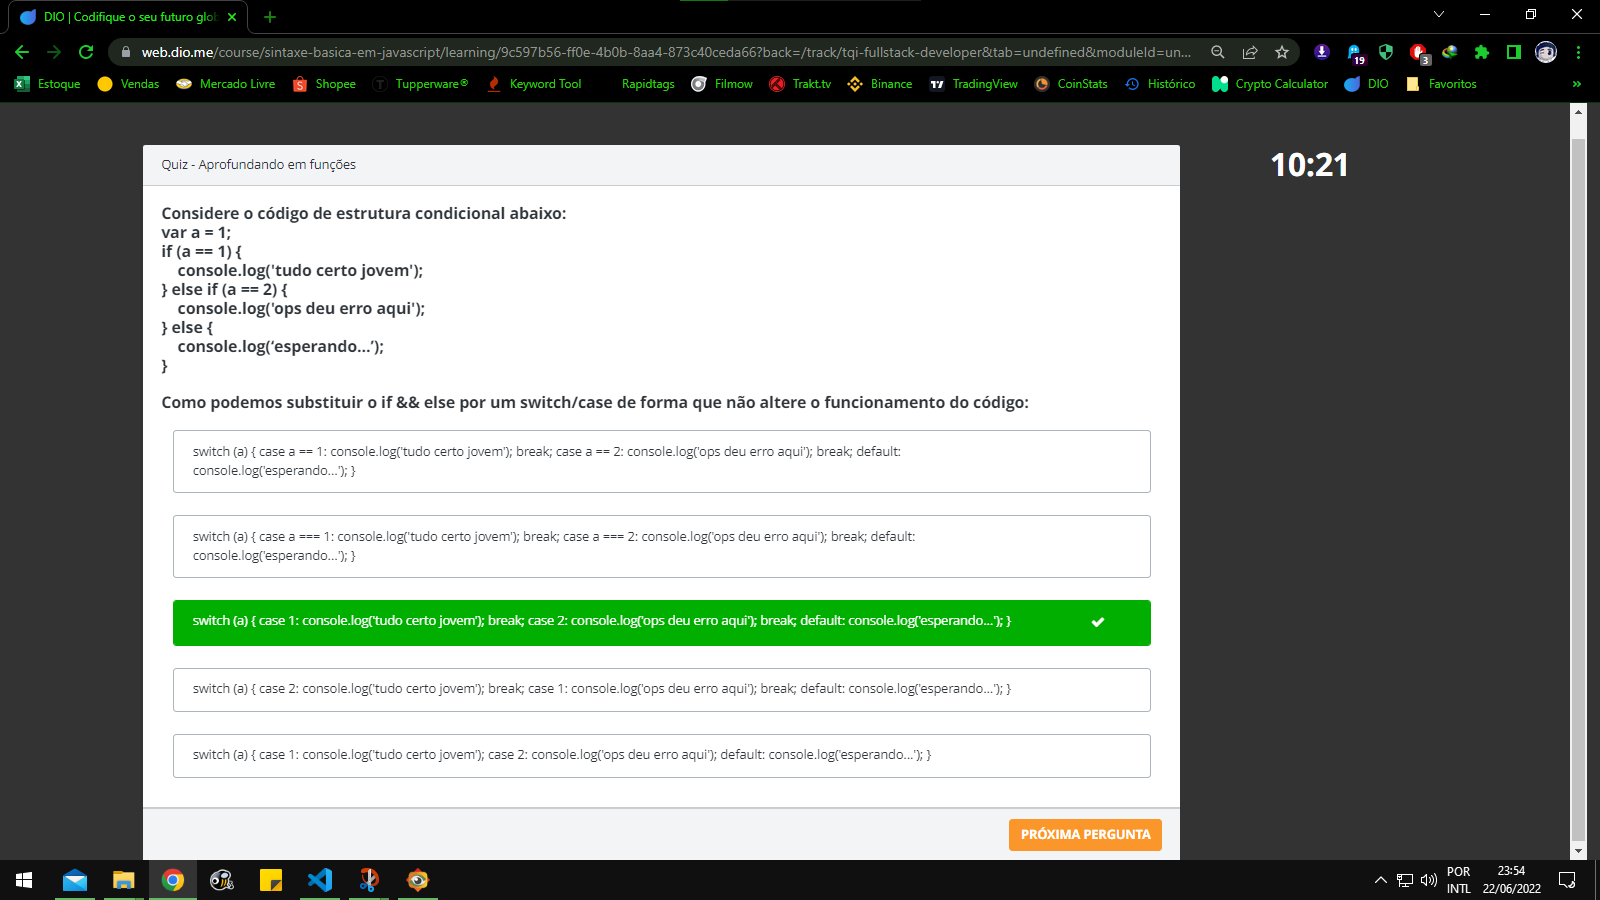 DIO | Codifique o seu futuro glob
web.dio.me/course/sintaxe-basica-em-javascript/learning/9c597b56-ff0e-4b0b-8aa4-873c40ceda66?back=/track/tqi-fullstack-developer&tab=undefined&moduleId=un...
19
3
Estoque
Vendas
Mercado Livre
Shopee
Tupperware®
Keyword Tool
Rapidtags
Filmow
Trakt.tv
Binance
TradingView
CoinStats
Histórico
Crypto Calculator
DIO
Favoritos
»
Quiz - Aprofundando em funções
10:21
Considere o código de estrutura condicional abaixo:
var a = 1;
if (a == 1) {
console.log('tudo certo jovem');
} else if (a == 2) {
console.log('ops deu erro aqui');
} else {
console.log(‘esperando...’);
}
Como podemos substituir o if && else por um switch/case de forma que não altere o funcionamento do código:
switch (a) { case a == 1: console.log('tudo certo jovem'); break; case a == 2: console.log('ops deu erro aqui'); break; default:
console.log('esperando...'); }
switch (a) { case a === 1: console.log('tudo certo jovem'); break; case a === 2: console.log('ops deu erro aqui'); break; default:
console.log('esperando...'); }
switch (a) { case 1: console.log('tudo certo jovem'); break; case 2: console.log('ops deu erro aqui'); break; default: console.log('esperando...'); }
switch (a) { case 2: console.log('tudo certo jovem'); break; case 1: console.log('ops deu erro aqui'); break; default: console.log('esperando...'); }
switch (a) { case 1: console.log('tudo certo jovem'); case 2: console.log('ops deu erro aqui'); default: console.log('esperando...'); }
PRÓXIMA PERGUNTA
POR
INTL
23:54
22/06/2022